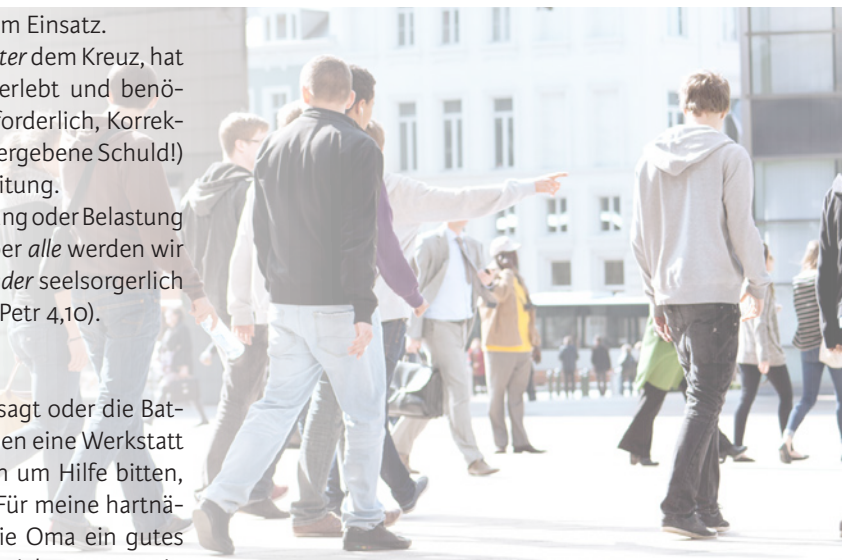 m Einsatz.
ter dem Kreuz, hat
erlebt und benö-
forderlich, Korrek-
ergebene Schuld!)
itung.
ung oder Belastung
er alle werden wir
der seelsorgerlich
Petr 4,10).
sagt oder die Bat-
en eine Werkstatt
n um Hilfe bitten,
Für meine hartnä-
ie Oma ein gutes